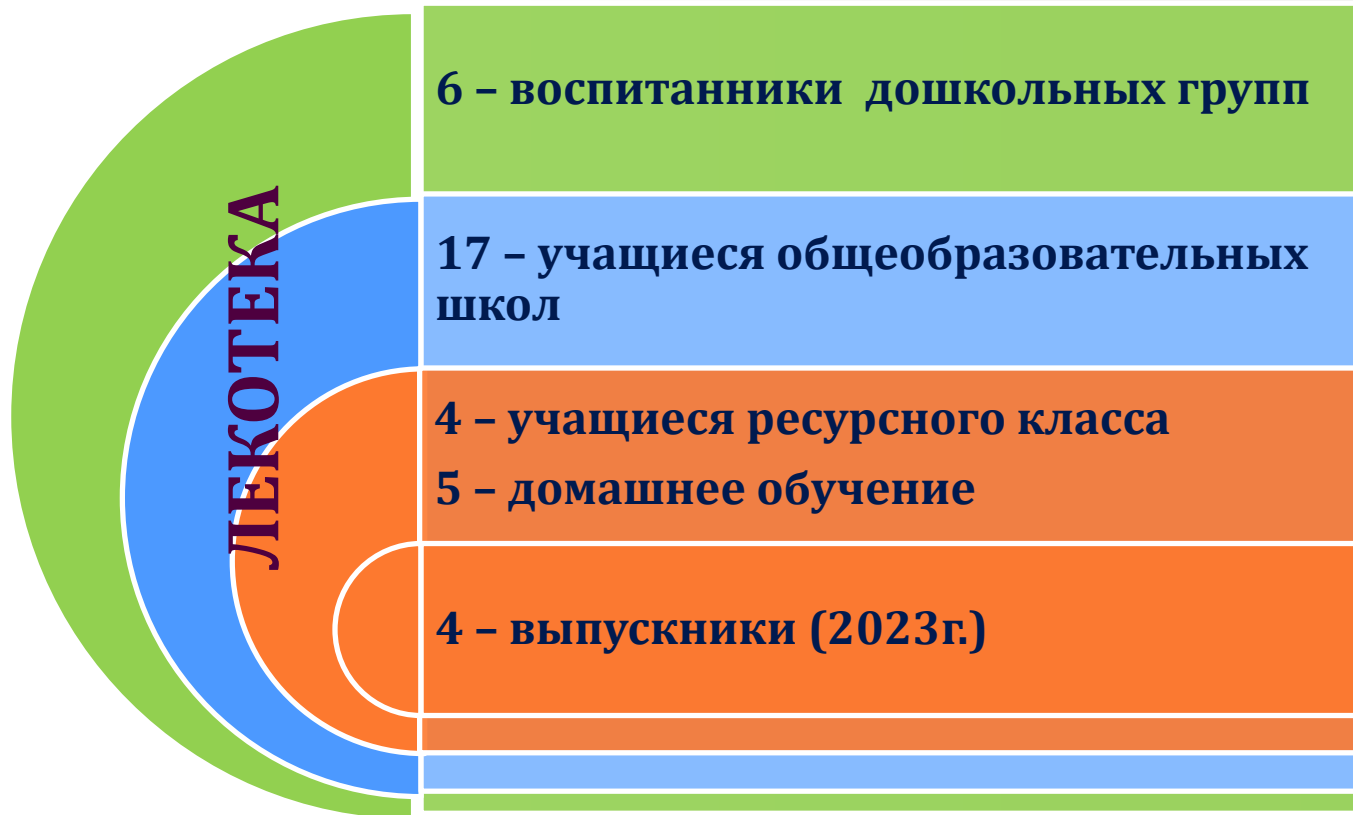 ЛЕКОТЕКА
6 – воспитанники  дошкольных групп
17 – учащиеся общеобразовательных
школ
4 – учащиеся ресурсного класса
5 – домашнее обучение
4 – выпускники (2023г.)